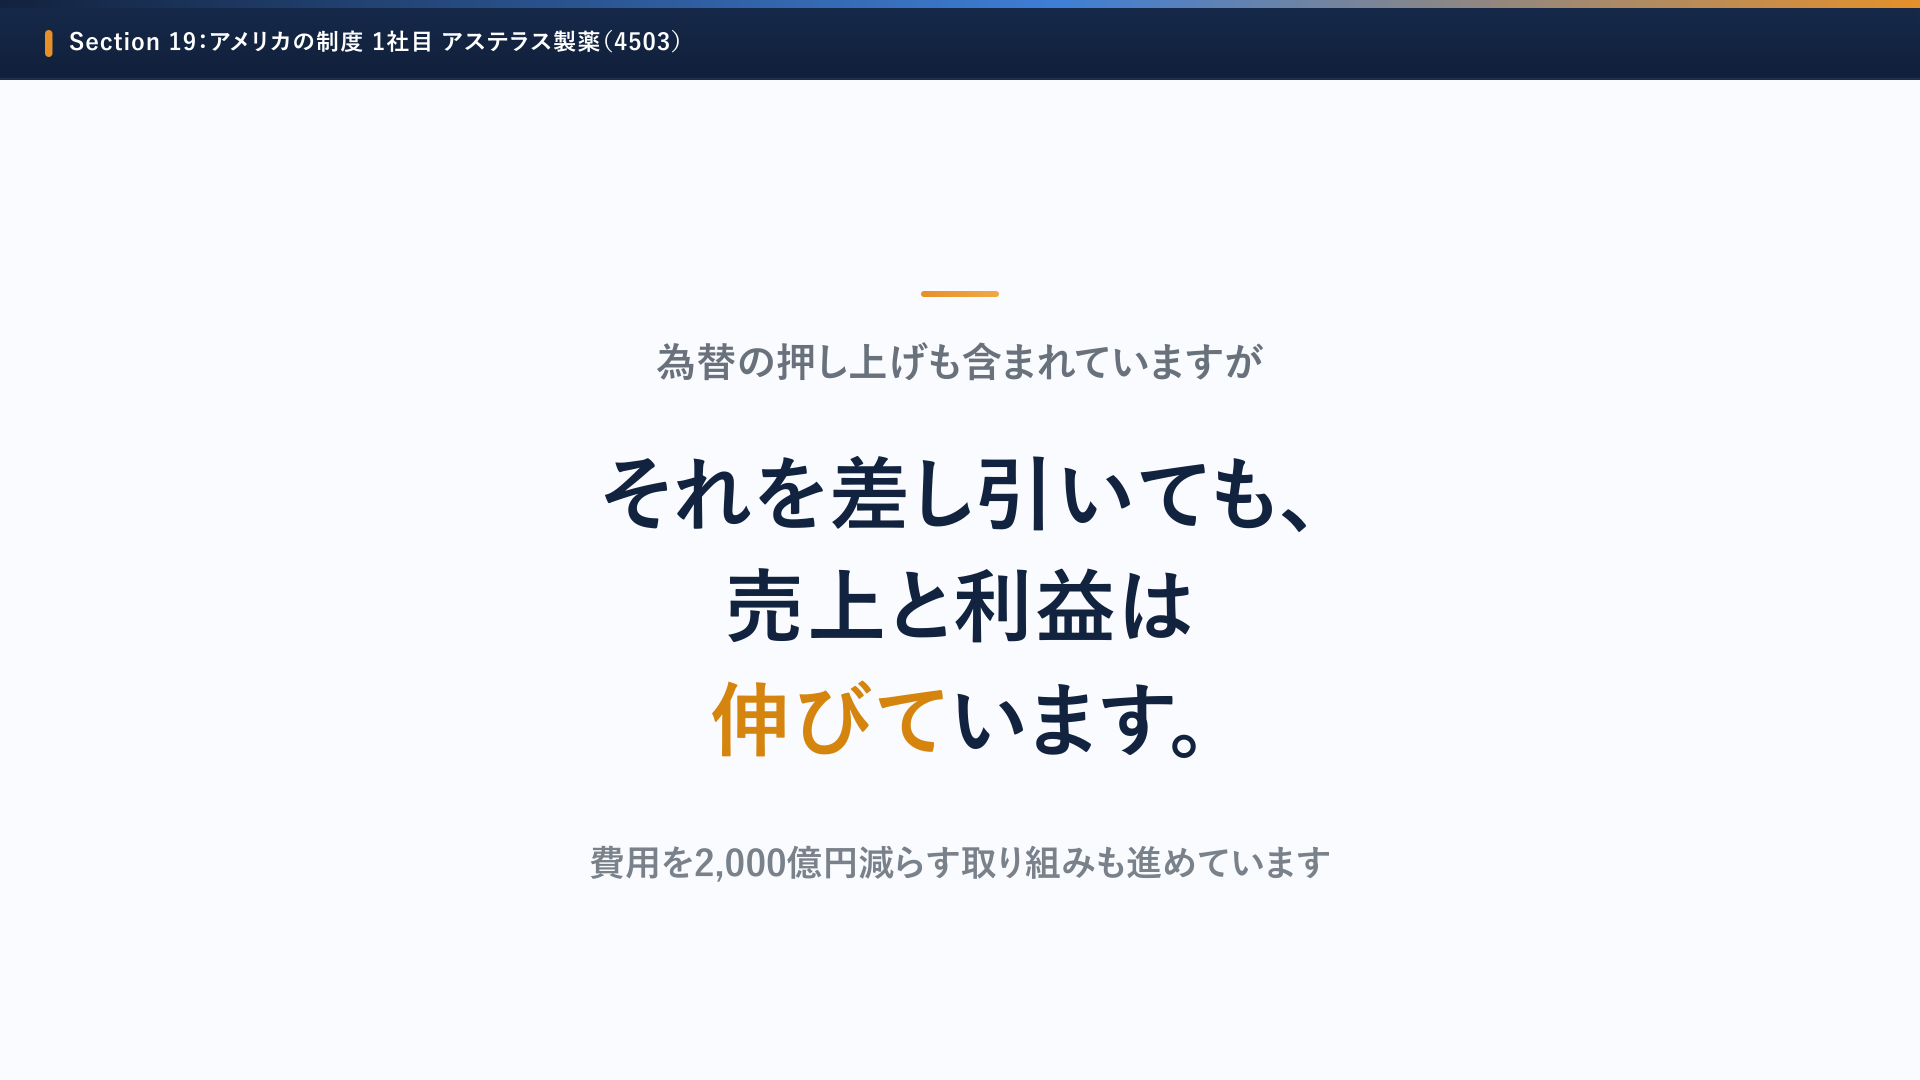 Section 19：アメリカの制度 1社目 アステラス製薬（4503）
為替の押し上げも含まれていますが
それを差し引いても、
売上と利益は
伸びています。
費用を2,000億円減らす取り組みも進めています